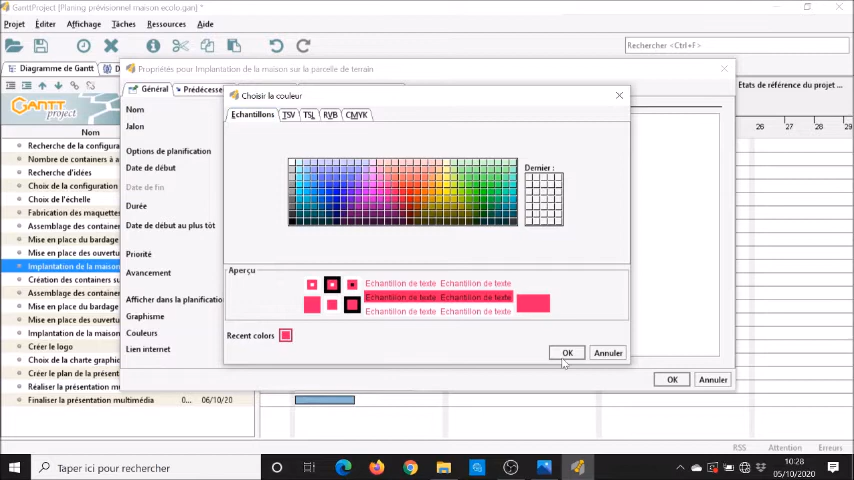 GanttProject [Planing prévisionnel maison ecolo gan] *
Projet Éditer Affichage Tâches Ressources Aide
Rechercher <Ctrl+F>
Diagramme de Gantt
Propriétés pour Implantation de la maison sur la parcelle de terrain
Etats de référence du projet ...
Général Prédécesse
Choisir la couleur
Echantillons TSV TSL RVB CMYK
GANTT project
Nom
Nom
Jalon
Options de planification
Date de début
Date de fin
Durée
Date de début au plus tôt
Priorité
Avancement
Afficher dans la planificatio
Graphisme
Couleurs
Lien internet
26 27 28 29 30
Recherche de la configura
Nombre de containers à a
Recherche d'idées
Choix de la configuration
Choix de l'échelle
Fabrication des maquettes
Assemblage des container
Mise en place du bardage
Mise en place des ouvertu
Implantation de la maison
Création des containers su
Assemblage des container
Mise en place du bardage
Mise en place des ouvertu
Implantation de la maison
Créer le logo
Choix de la charte graphic
Créer le plan de la présent
Réaliser la présentation m
Finaliser la présentation multimédia 0... 06/10/20
Dernier :
Aperçu
Echantillon de texte Echantillon de texte
Echantillon de texte Echantillon de texte
Echantillon de texte Echantillon de texte
Recent colors
OK Annuler
OK Annuler
RSS Attention Erreurs
Taper ici pour rechercher
10:28
05/10/2020